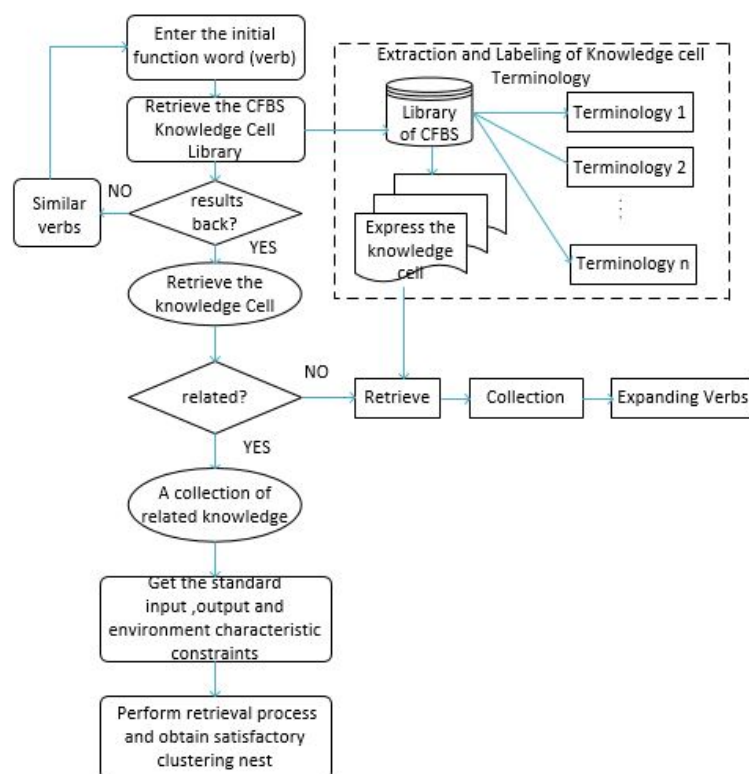 Enter the initial
function word (verb)
Extraction and Labeling of Knowledge cell
Terminology
Retrieve the CFBS
Knowledge Cell
Library
Library
of CFBS
Terminology 1
Terminology 2
Terminology n
Similar
verbs
NO
results
back?
YES
Express the
knowledge
cell
Retrieve the
knowledge Cell
related?
NO
Retrieve
Collection
Expanding Verbs
YES
A collection of
related knowledge
Get the standard
input ,output and
environment characteristic
constraints
Perform retrieval process
and obtain satisfactory
clustering nest